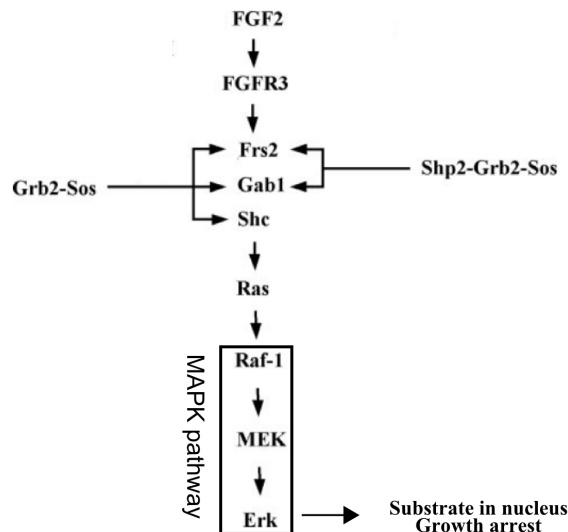 FGF2
FGFR3
Frs2
Grb2-Sos
Gab1
Shp2-Grb2-Sos
Shc
Ras
MAPK pathway
Raf-1
MEK
Erk
Substrate in nucleus
Growth arrest